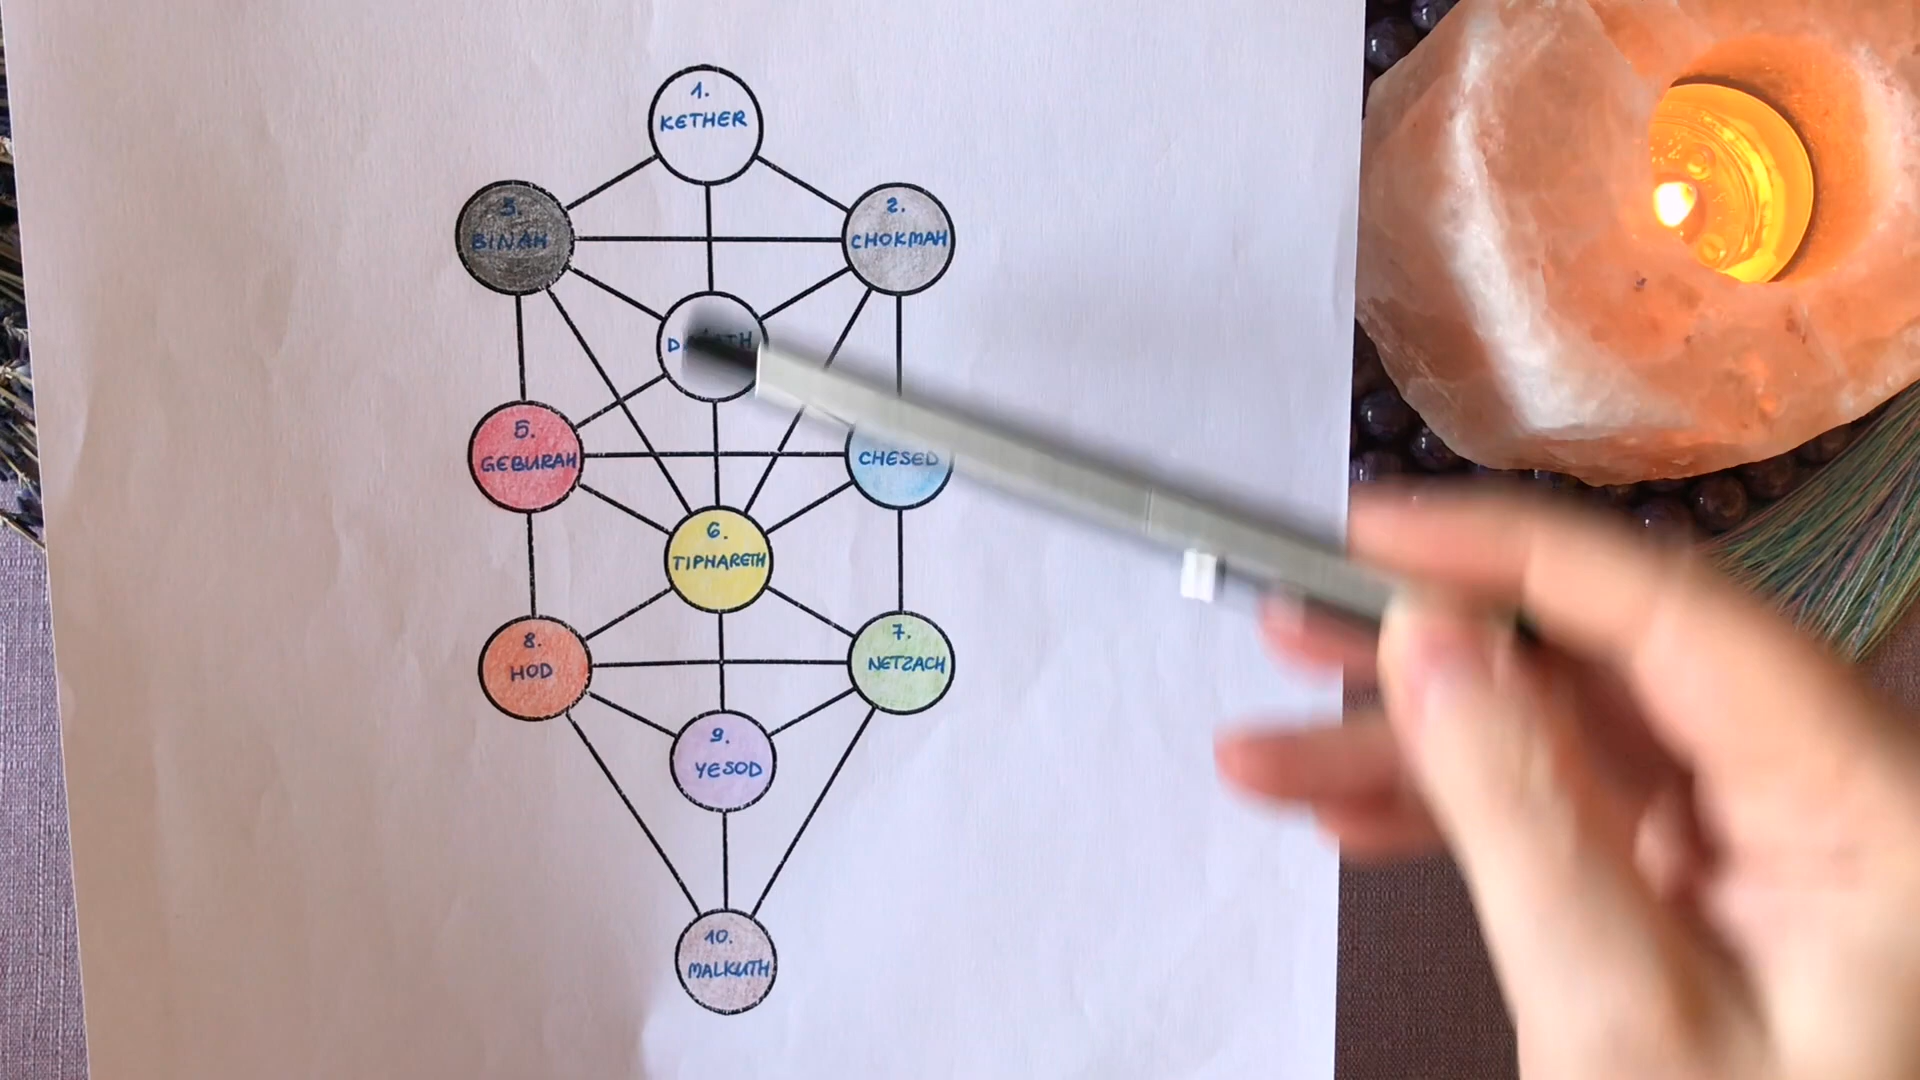 1.
KETHER
3.
BINAH
2.
CHOKMAH
5.
GEBURAH
CHESED
6.
TIPHARETH
8.
HOD
7.
NETZACH
9.
YESOD
10.
MALKUTH